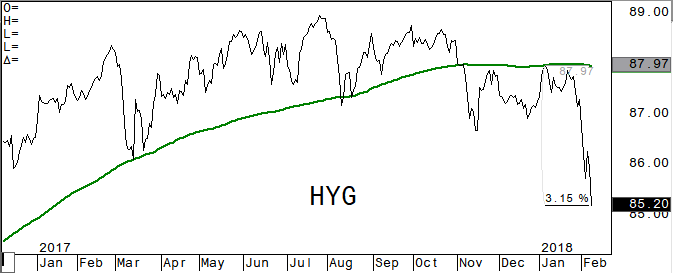 O=
H=
L=
L=
Δ=
89.00
87.97
87.97
87.00
86.00
85.20
85.00
HYG
3.15 %
2017
2018
Jan Feb Mar Apr May Jun Jul Aug Sep Oct Nov Dec Jan Feb